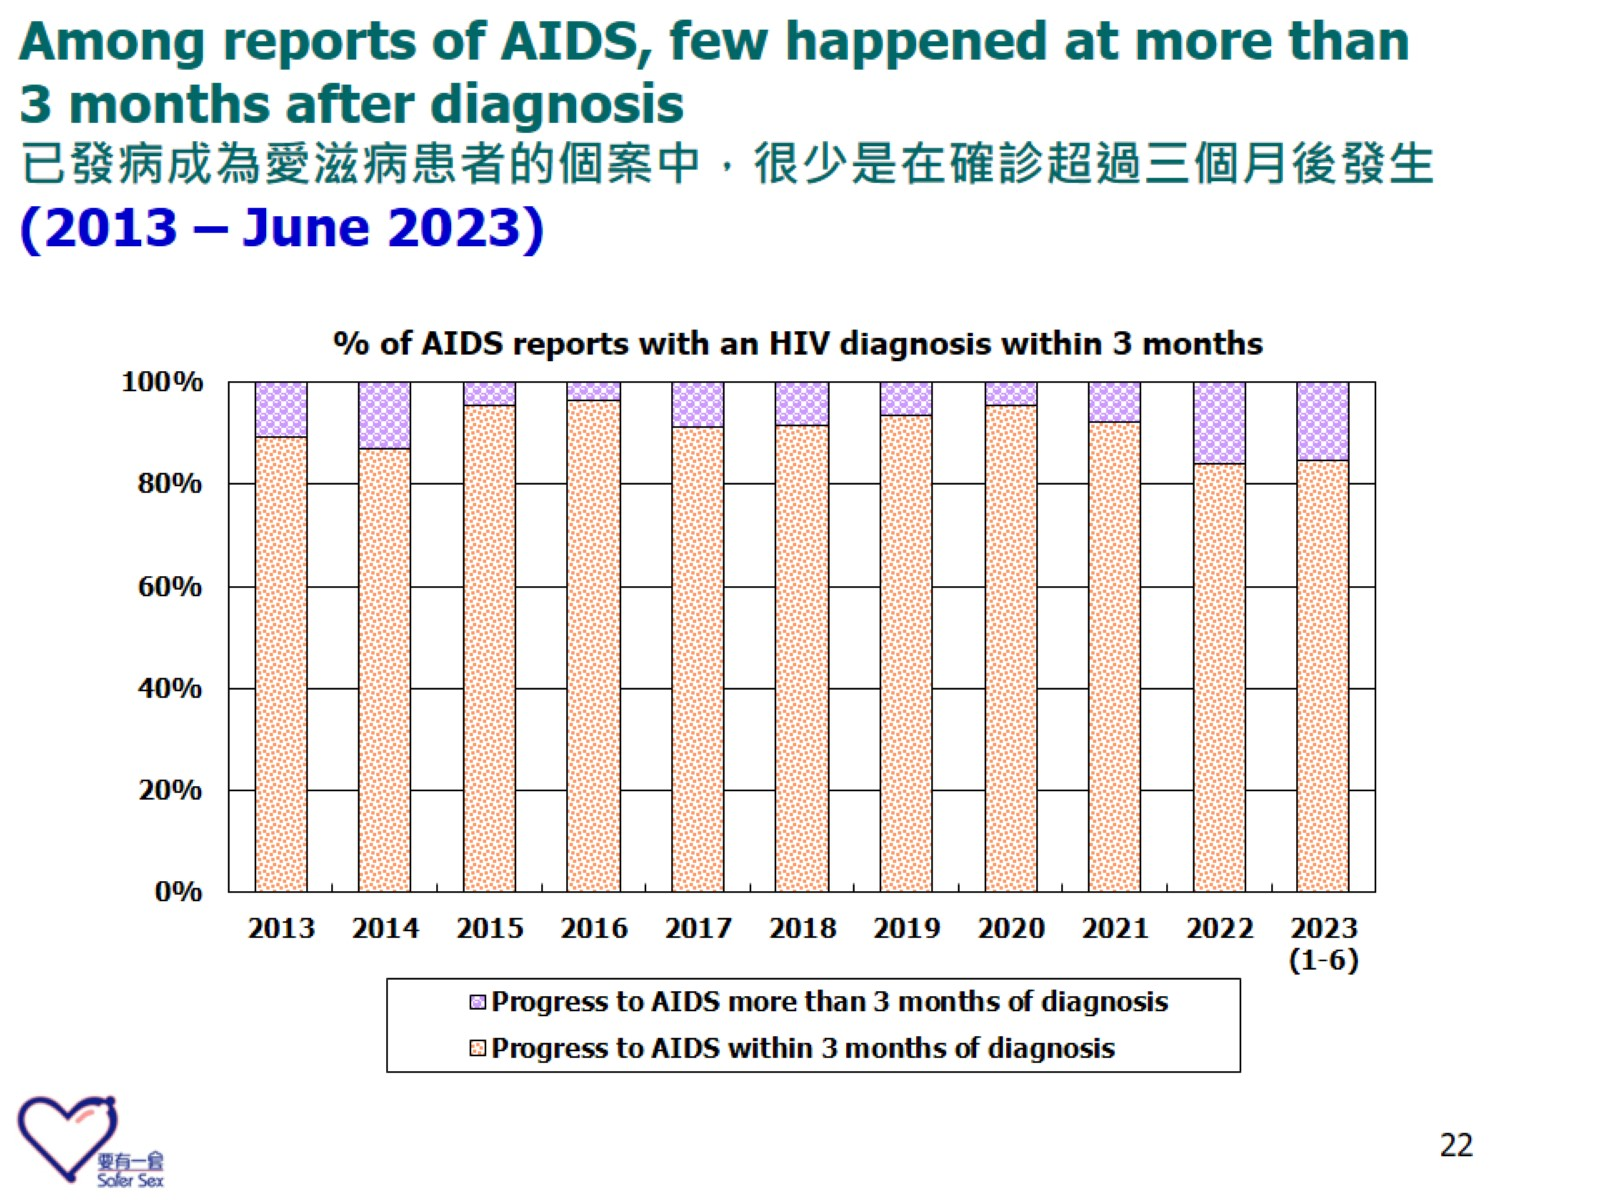 Among reports of AIDS, few happened at more than
3 months after diagnosis
已發病成為愛滋病患者的個案中，很少是在確診超過三個月後發生
(2013 – June 2023)
% of AIDS reports with an HIV diagnosis within 3 months
100%
80%
60%
40%
20%
0%
2013 2014 2015 2016 2017 2018 2019 2020 2021 2022 2023
(1-6)
Progress to AIDS more than 3 months of diagnosis
Progress to AIDS within 3 months of diagnosis
要有一套
Safer Sex
22